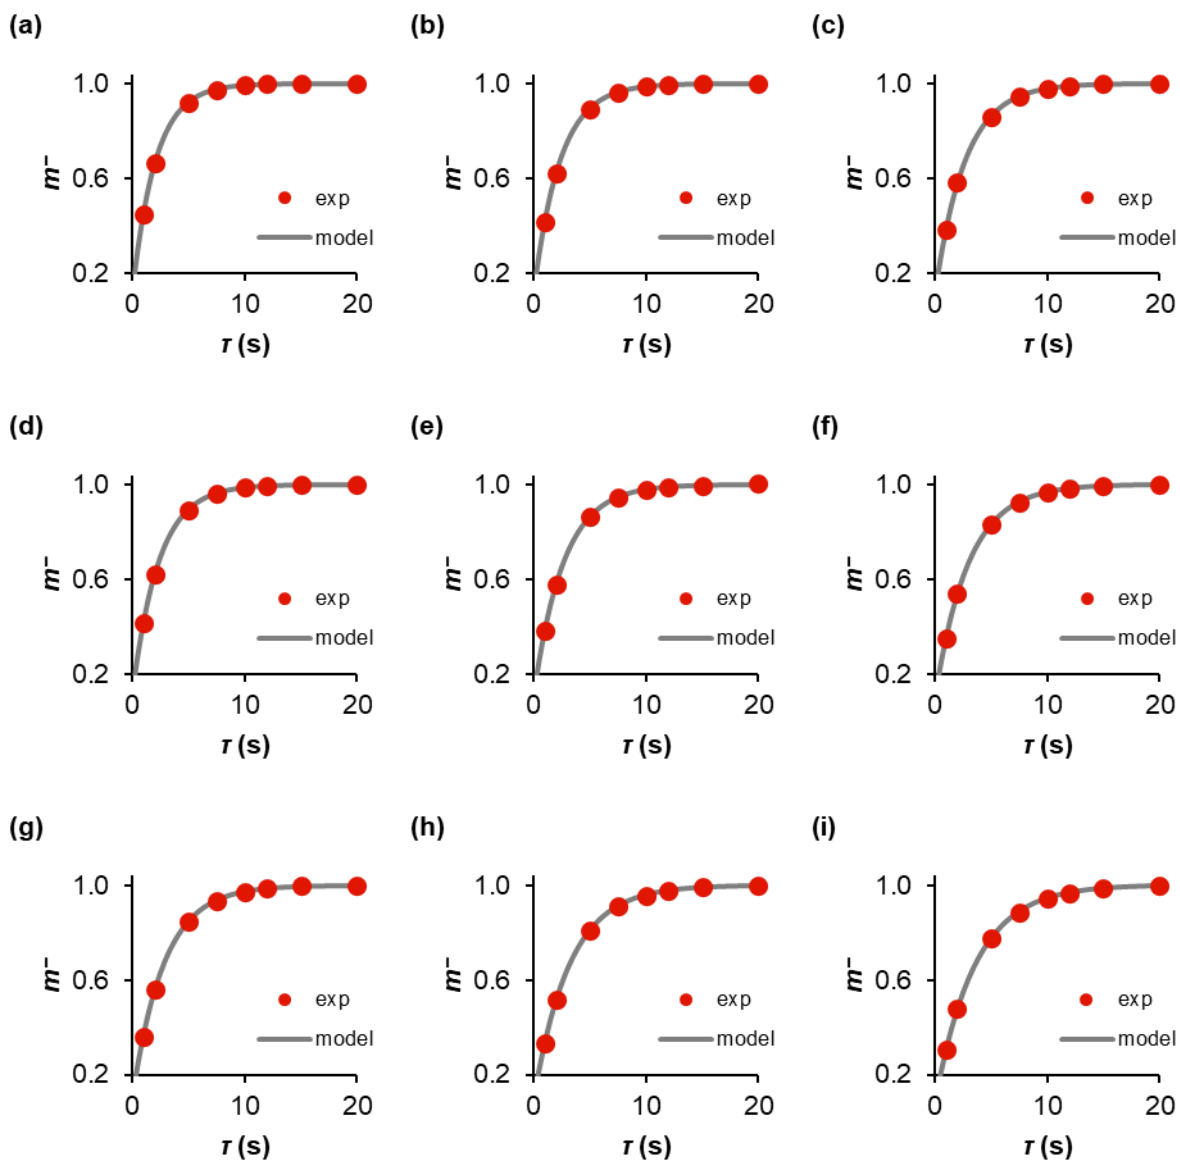 (a) (b) (c)
1.0 1.0 1.0
m⁻ m⁻ m⁻
0.6 0.6 0.6
exp exp exp
model model model
0.2 0.2 0.2
0 10 20 0 10 20 0 10 20
τ (s) τ (s) τ (s)
(d) (e) (f)
1.0 1.0 1.0
m⁻ m⁻ m⁻
0.6 0.6 0.6
exp exp exp
model model model
0.2 0.2 0.2
0 10 20 0 10 20 0 10 20
τ (s) τ (s) τ (s)
(g) (h) (i)
1.0 1.0 1.0
m⁻ m⁻ m⁻
0.6 0.6 0.6
exp exp exp
model model model
0.2 0.2 0.2
0 10 20 0 10 20 0 10 20
τ (s) τ (s) τ (s)